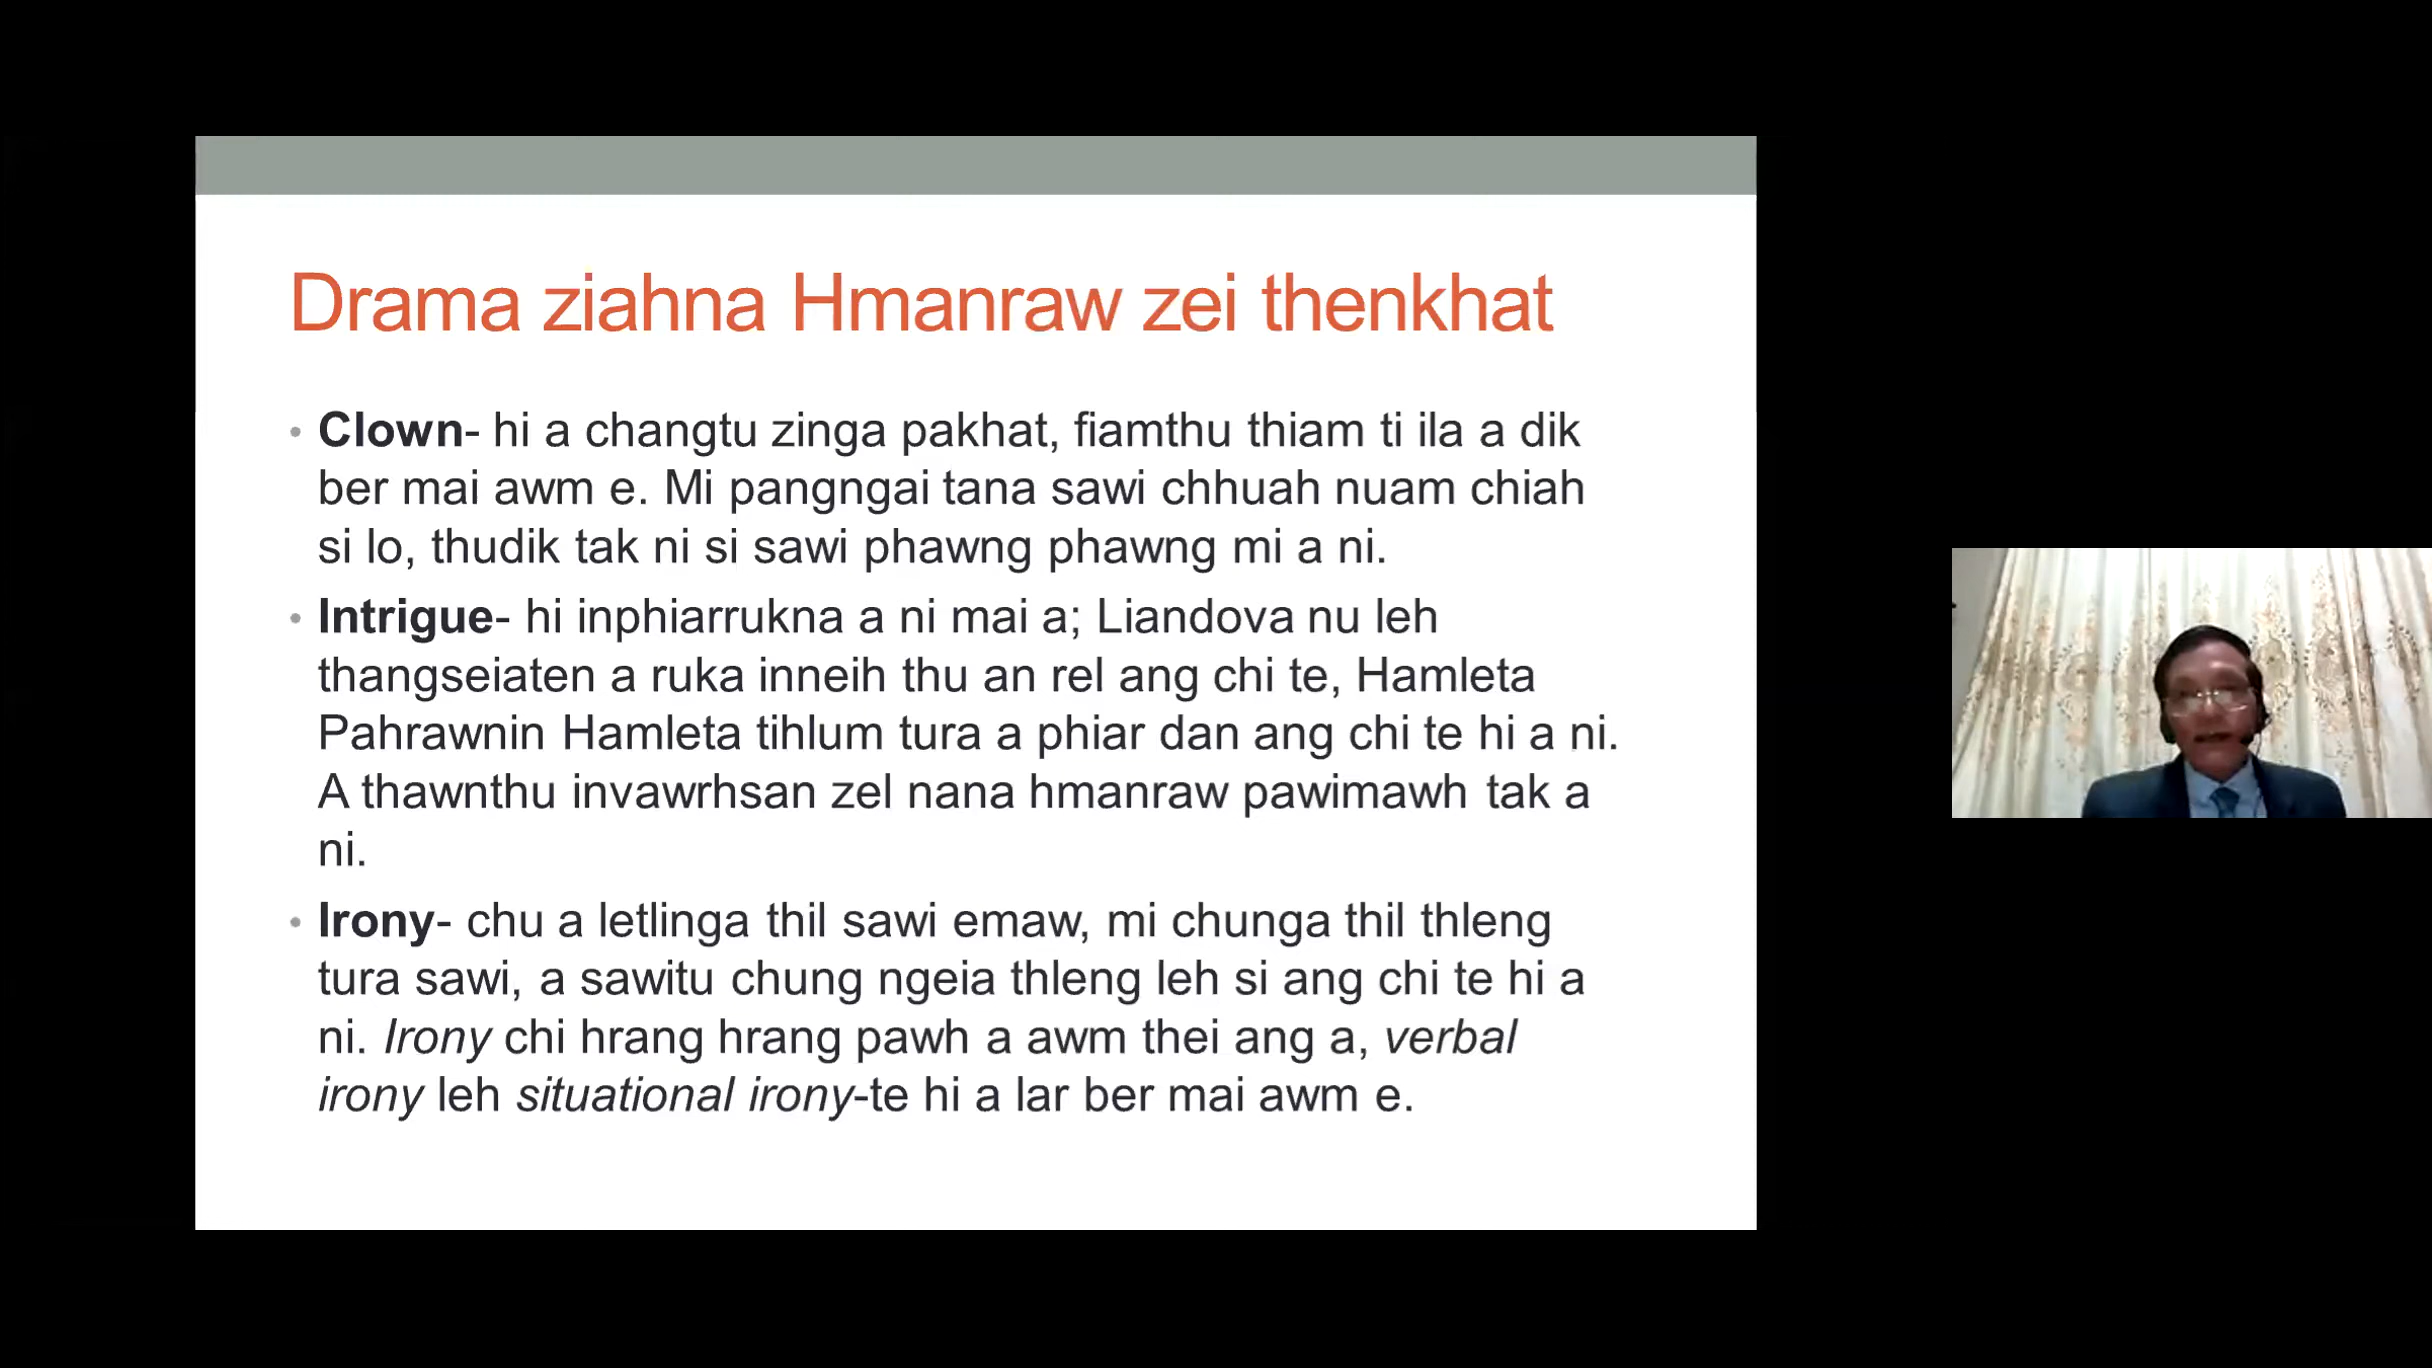 Drama ziahna Hmanraw zei thenkhat
• Clown- hi a changtu zinga pakhat, fiamthu thiam ti ila a dik
ber mai awm e. Mi pangngai tana sawi chhuah nuam chiah
si lo, thudik tak ni si sawi phawng phawng mi a ni.
• Intrigue- hi inphiarrukna a ni mai a; Liandova nu leh
thangseiaten a ruka inneih thu an rel ang chi te, Hamleta
Pahrawnin Hamleta tihlum tura a phiar dan ang chi te hi a ni.
A thawnthu invawrhsan zel nana hmanraw pawimawh tak a
ni.
• Irony- chu a letlinga thil sawi emaw, mi chunga thil thleng
tura sawi, a sawitu chung ngeia thleng leh si ang chi te hi a
ni. Irony chi hrang hrang pawh a awm thei ang a, verbal
irony leh situational irony-te hi a lar ber mai awm e.